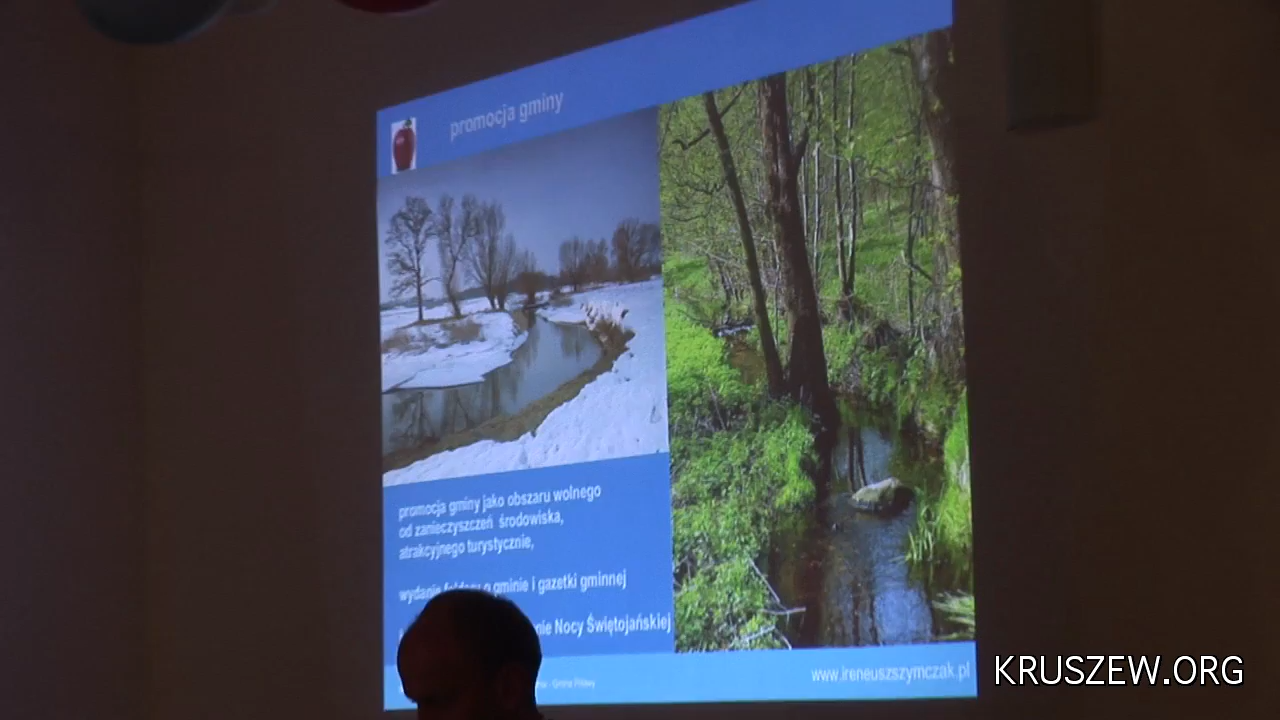 promocja gminy
promocja gminy jako obszaru wolnego
od zanieczyszczeń środowiska,
atrakcyjnego turystycznie,
wydanie folderu o gminie i gazetki gminnej
Nocy Świętojańskiej
www.ireneuszszymczak.pl
KRUSZEW.ORG